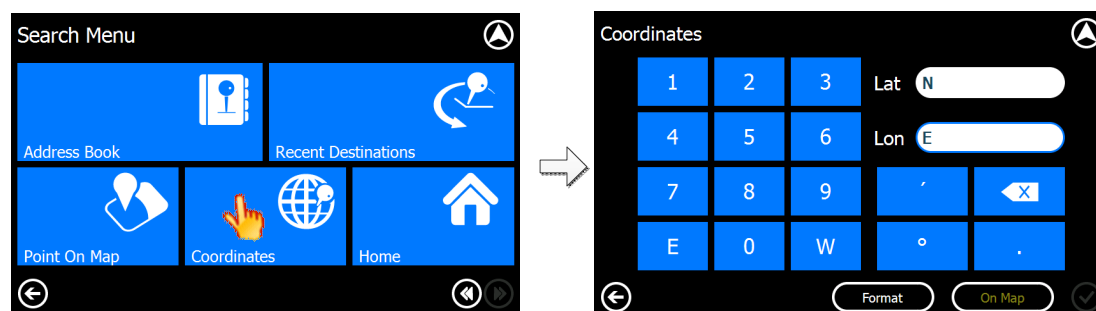 Search Menu
Address Book
Recent Destinations
Point On Map
Coordinates
Home
Coordinates
1 2 3
Lat N
4 5 6
Lon E
7 8 9 ′ X
E 0 W ° .
Format
On Map